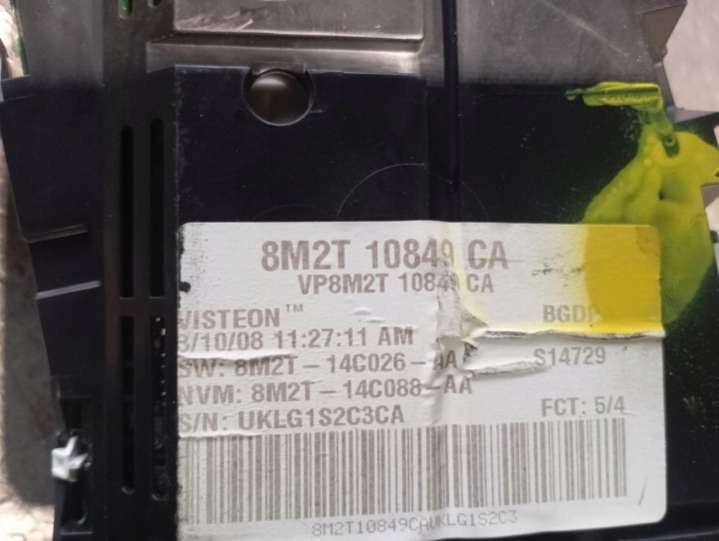 8M2T 10849 CA
VP8M2T 10849 CA
VISTEON™ BGDP
3/10/08 11:27:11 AM
SW: 8M2T-14C026-AA S14729
NVM: 8M2T-14C088-AA
S/N: UKLG1S2C3CA FCT: 5/4
8M2T10849CAUKLG1S2C3